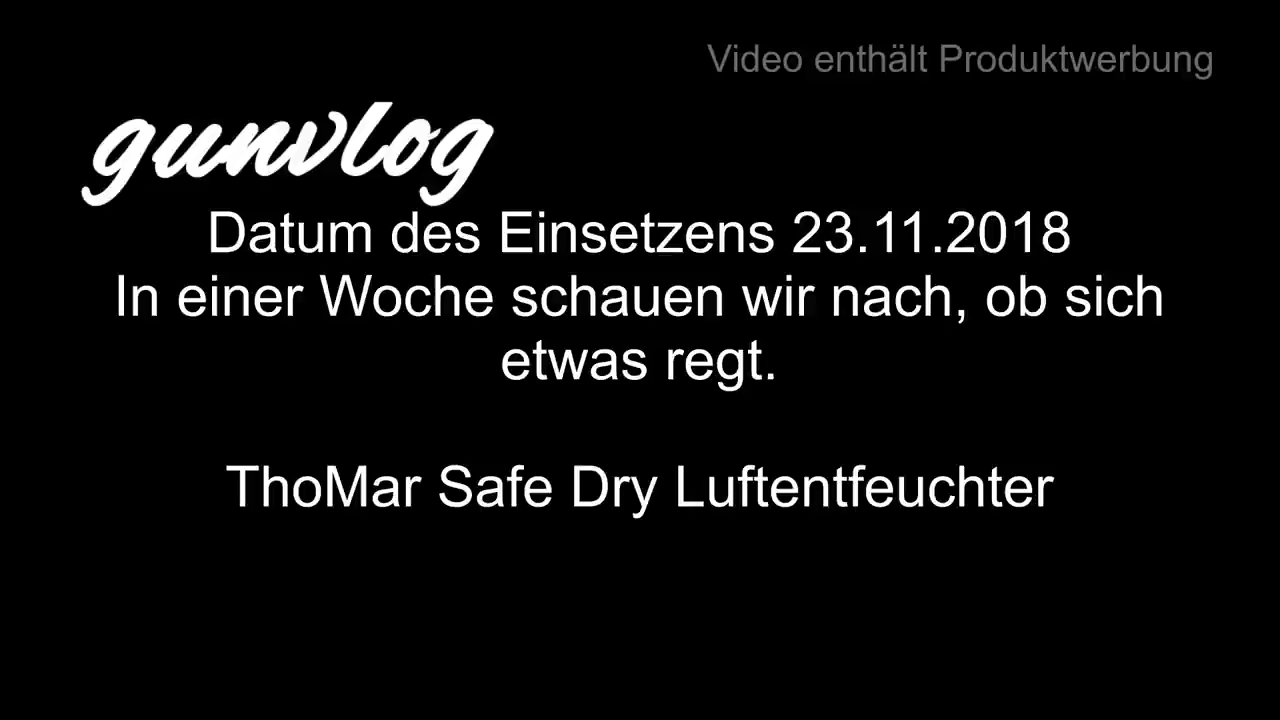 Video enthält Produktwerbung
gunvlog
Datum des Einsetzens 23.11.2018
In einer Woche schauen wir nach, ob sich
etwas regt.
ThoMar Safe Dry Luftentfeuchter